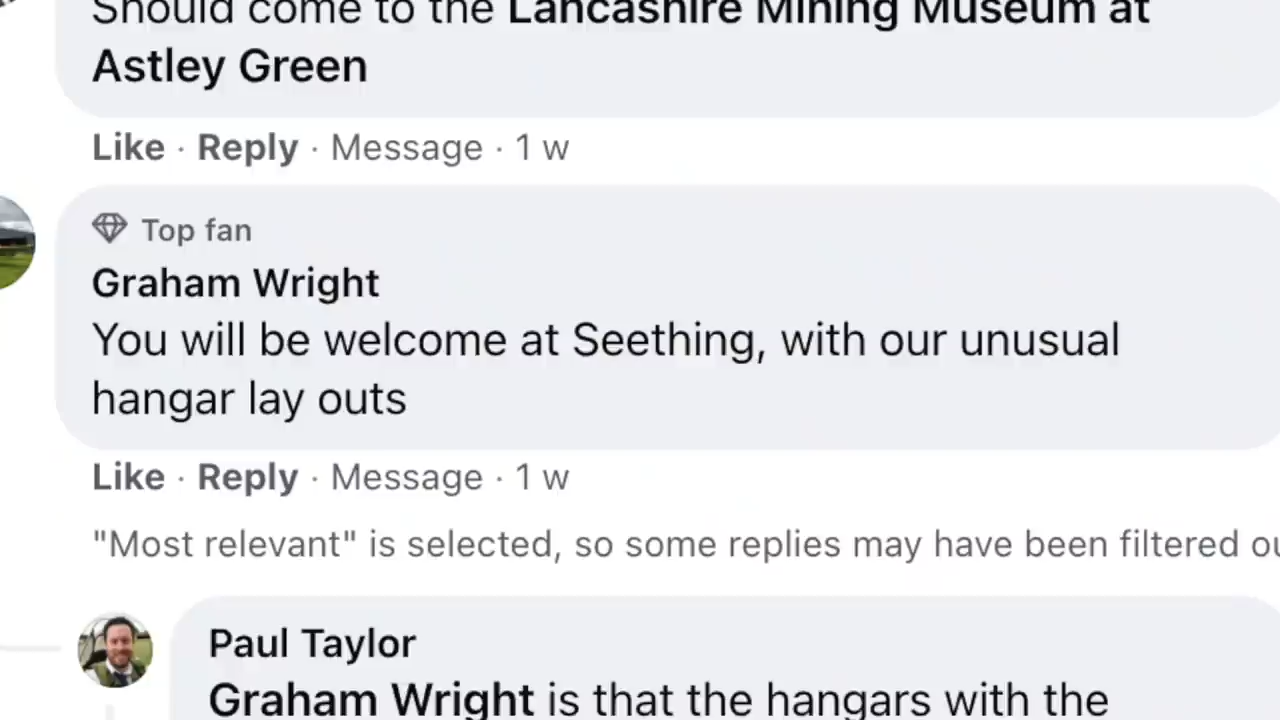 Should come to the Lancashire Mining Museum at
Astley Green
Like · Reply · Message · 1 w
Top fan
Graham Wright
You will be welcome at Seething, with our unusual
hangar lay outs
Like · Reply · Message · 1 w
"Most relevant" is selected, so some replies may have been filtered ou
Paul Taylor
Graham Wright is that the hangars with the